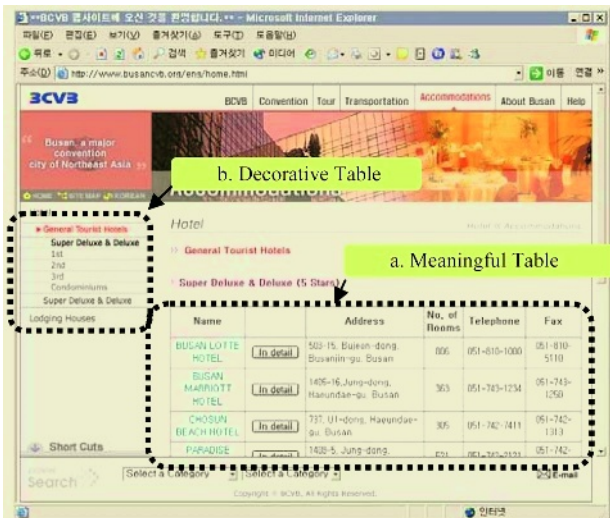 **BCVB 웹사이트에 오신 것을 환영합니다.** - Microsoft Internet Explorer
파일(F) 편집(E) 보기(V) 즐겨찾기(A) 도구(T) 도움말(H)
뒤로 검색 즐겨찾기 미디어
주소(D) http://www.busancvb.org/eng/home.html 이동 연결 »
BCVB Convention Tour Transportation Accommodations About Busan Help
Busan, a major
convention
city of Northeast Asia
b. Decorative Table
HOME SITE MAP KOREAN
Accommodations
Hotel
General Tourist Hotels
Super Deluxe & Deluxe
1st
2nd
3rd
Condominiums
Super Deluxe & Deluxe
Lodging Houses
General Tourist Hotels
a. Meaningful Table
Super Deluxe & Deluxe (5 Stars)
Name Address No. of Rooms Telephone Fax
BUSAN LOTTE HOTEL In detail 503-15, Bujeon-dong, Busanjin-gu, Busan 806 051-810-1000 051-810-5110
BUSAN MARRIOTT HOTEL In detail 1405-16, Jung-dong, Haeundae-gu, Busan 363 051-743-1234 051-743-1250
CHOSUN BEACH HOTEL In detail 737, U1-dong, Haeundae-gu, Busan 305 051-742-7411 051-742-1313
PARADISE In detail 1408-5, Jung-dong, 051-742-
Short Cuts
Search Select a Category Select a Category E-mail
Copyright © BCVB, All Rights Reserved.
인터넷